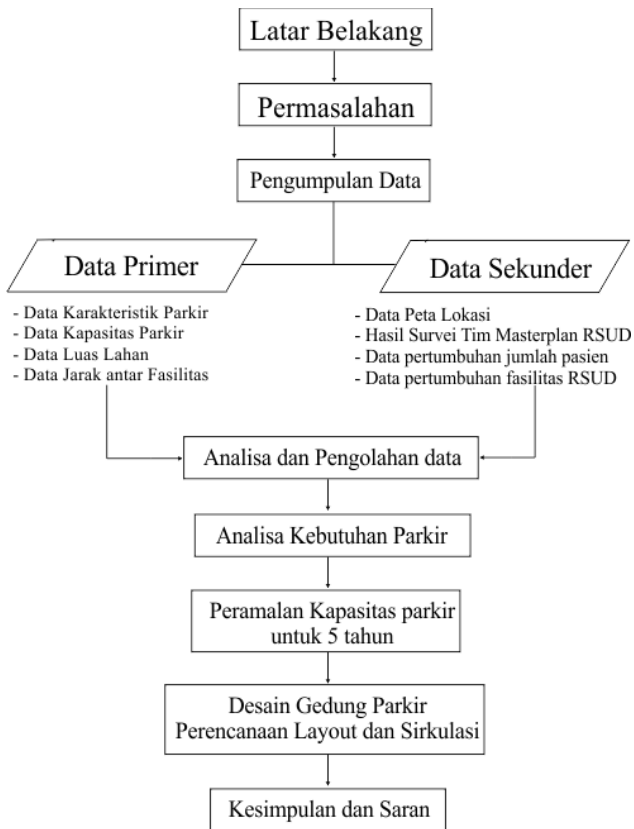 Latar Belakang
Permasalahan
Pengumpulan Data
Data Primer
- Data Karakteristik Parkir
- Data Kapasitas Parkir
- Data Luas Lahan
- Data Jarak antar Fasilitas
Data Sekunder
- Data Peta Lokasi
- Hasil Survei Tim Masterplan RSUD
- Data pertumbuhan jumlah pasien
- Data pertumbuhan fasilitas RSUD
Analisa dan Pengolahan data
Analisa Kebutuhan Parkir
Peramalan Kapasitas parkir
untuk 5 tahun
Desain Gedung Parkir
Perencanaan Layout dan Sirkulasi
Kesimpulan dan Saran